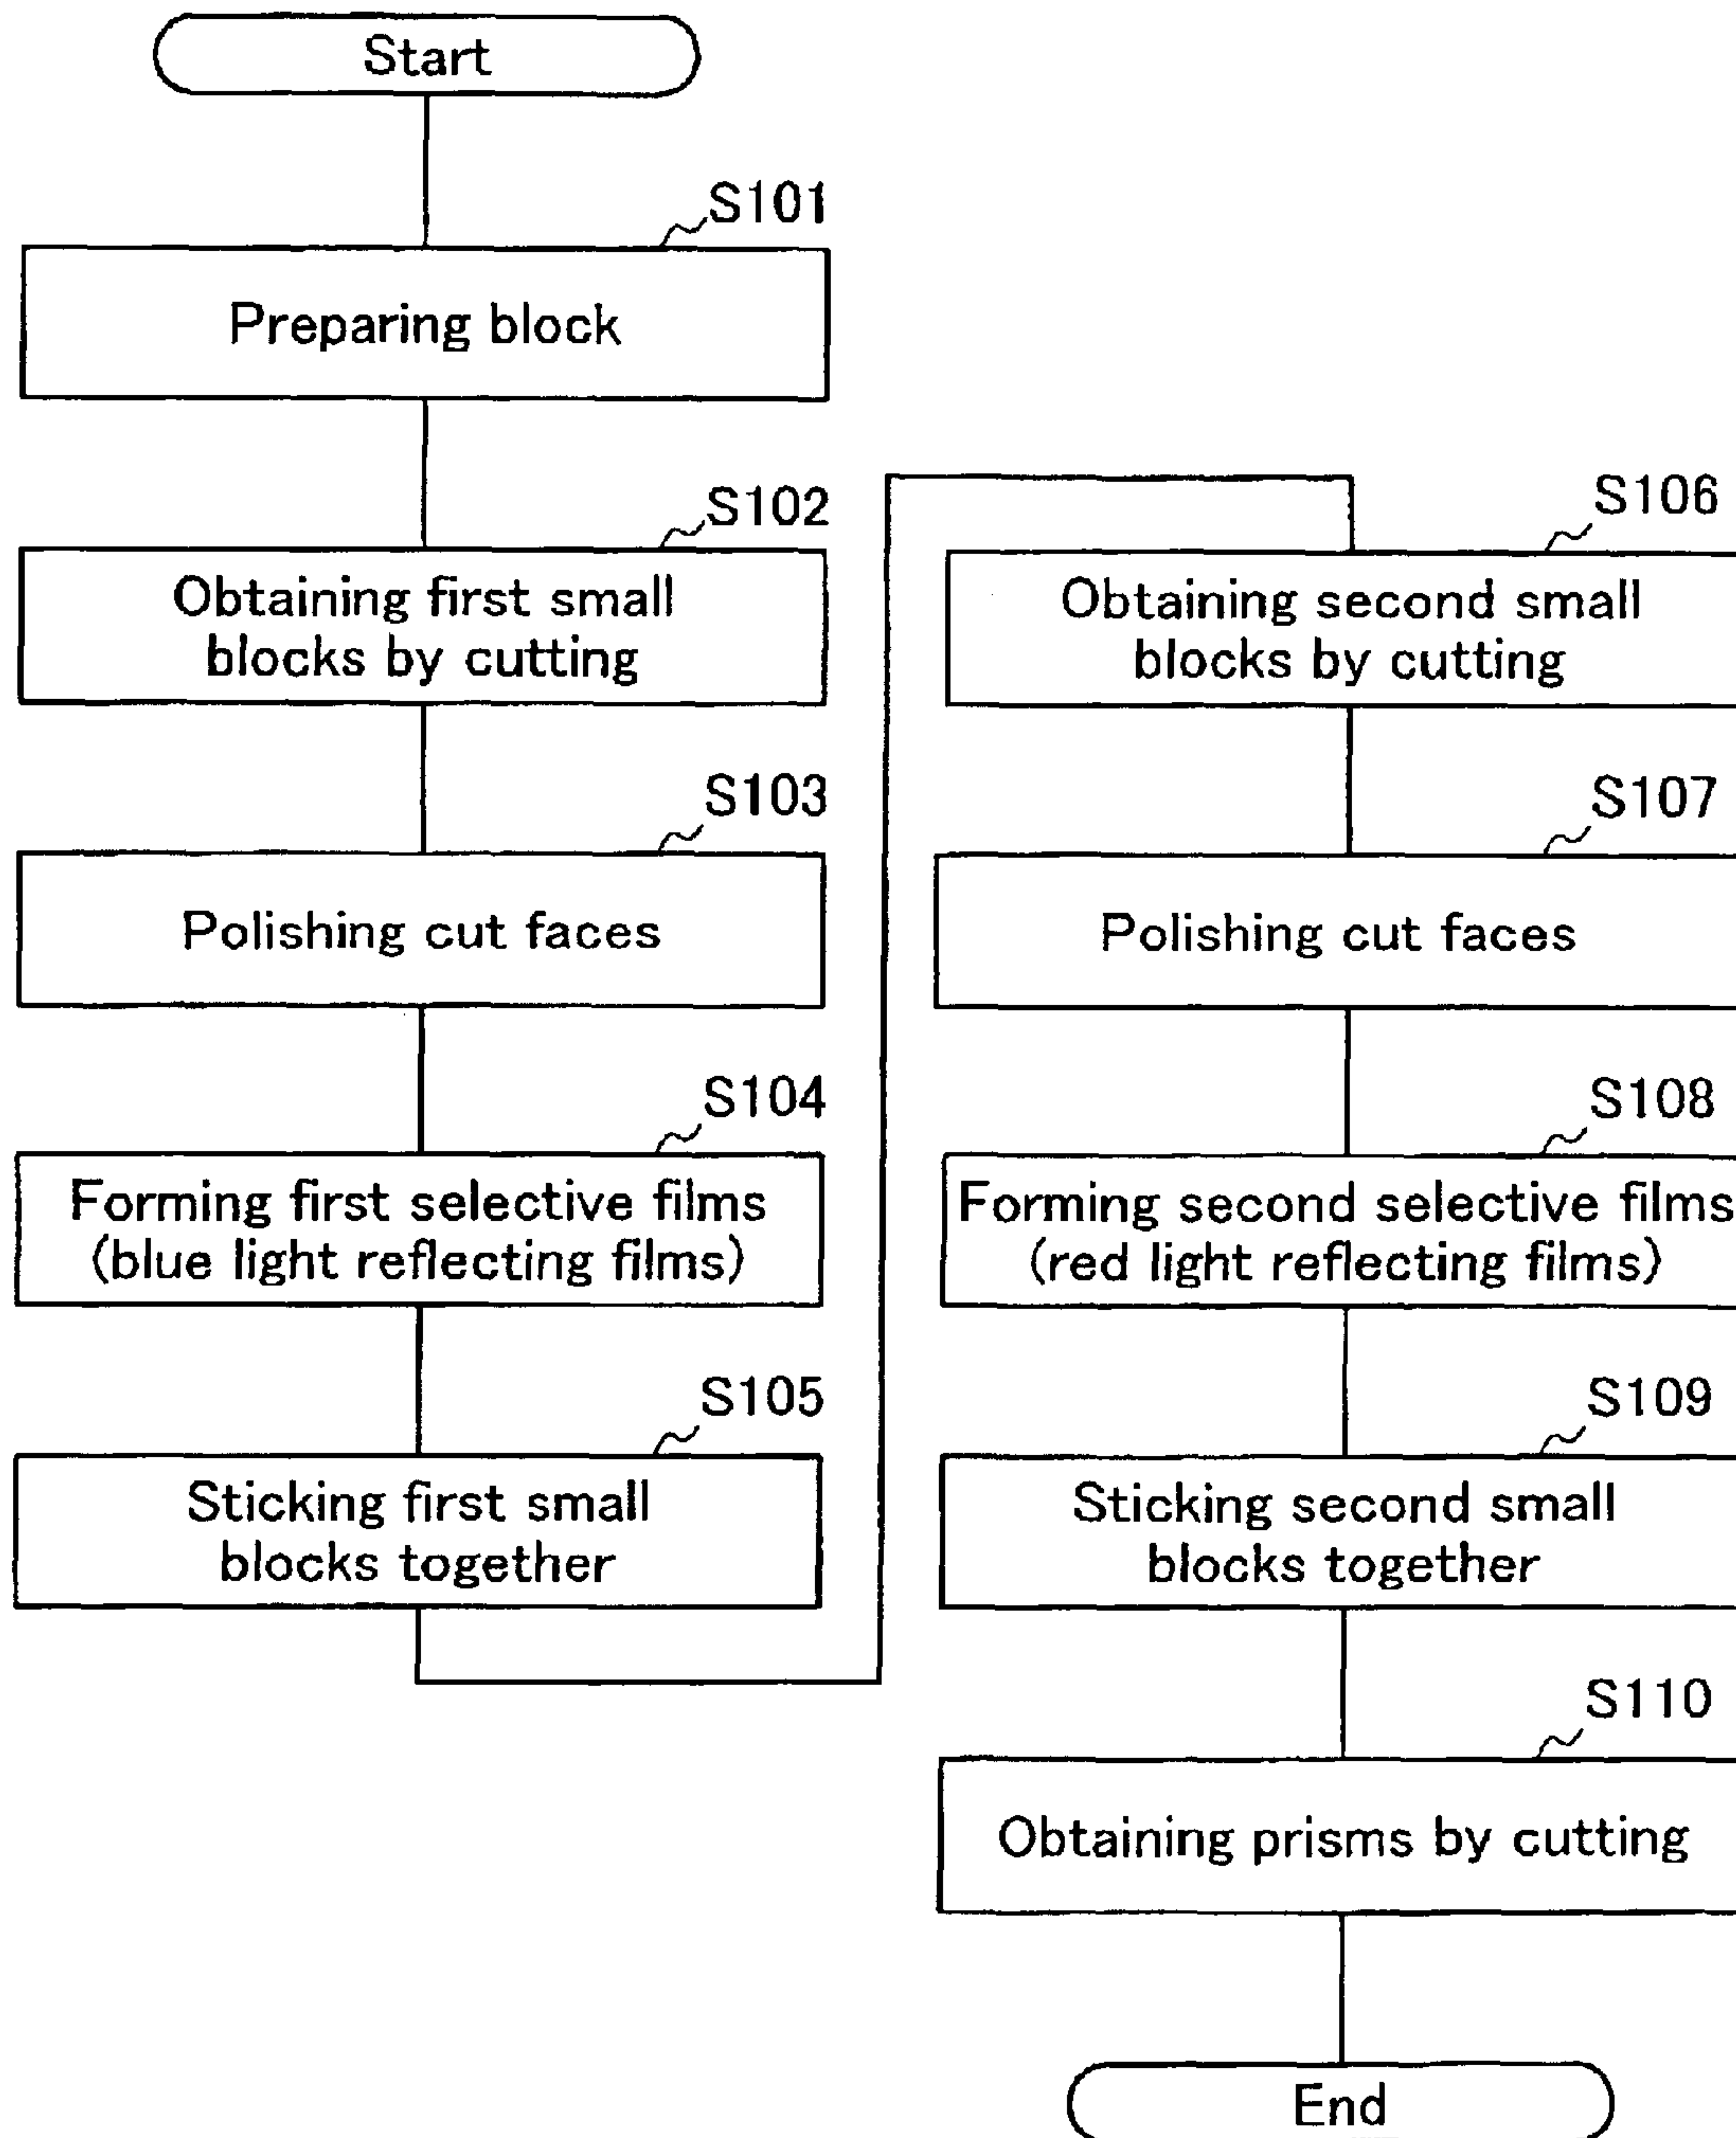 Start
S101
Preparing block
S102
Obtaining first small
blocks by cutting
S103
Polishing cut faces
S104
Forming first selective films
(blue light reflecting films)
S105
Sticking first small
blocks together
S106
Obtaining second small
blocks by cutting
S107
Polishing cut faces
S108
Forming second selective films
(red light reflecting films)
S109
Sticking second small
blocks together
S110
Obtaining prisms by cutting
End